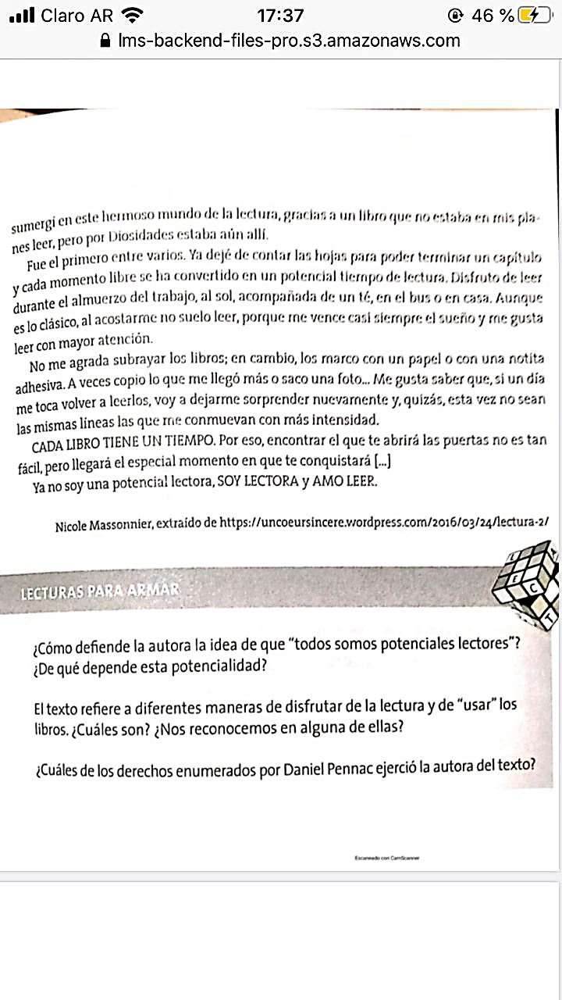 Claro AR 17:37 46 %
lms-backend-files-pro.s3.amazonaws.com
sumergí en este hermoso mundo de la lectura, gracias a un libro que no estaba en mis pla-
nes leer, pero por Diosidades estaba aún allí.
Fue el primero entre varios. Ya dejé de contar las hojas para poder terminar un capítulo
y cada momento libre se ha convertido en un potencial tiempo de lectura. Disfruto de leer
durante el almuerzo del trabajo, al sol, acompañada de un té, en el bus o en casa. Aunque
es lo clásico, al acostarme no suelo leer, porque me vence casi siempre el sueño y me gusta
leer con mayor atención.
No me agrada subrayar los libros; en cambio, los marco con un papel o con una notita
adhesiva. A veces copio lo que me llegó más o saco una foto... Me gusta saber que, si un día
me toca volver a leerlos, voy a dejarme sorprender nuevamente y, quizás, esta vez no sean
las mismas líneas las que me conmuevan con más intensidad.
CADA LIBRO TIENE UN TIEMPO. Por eso, encontrar el que te abrirá las puertas no es tan
fácil, pero llegará el especial momento en que te conquistará [...]
Ya no soy una potencial lectora, SOY LECTORA y AMO LEER.
Nicole Massonnier, extraído de https://uncoeursincere.wordpress.com/2016/03/24/lectura-2/
LECTURAS PARA ARMAR
L A
E C
T
¿Cómo defiende la autora la idea de que “todos somos potenciales lectores”?
¿De qué depende esta potencialidad?
El texto refiere a diferentes maneras de disfrutar de la lectura y de “usar” los
libros. ¿Cuáles son? ¿Nos reconocemos en alguna de ellas?
¿Cuáles de los derechos enumerados por Daniel Pennac ejerció la autora del texto?
Escaneado con CamScanner